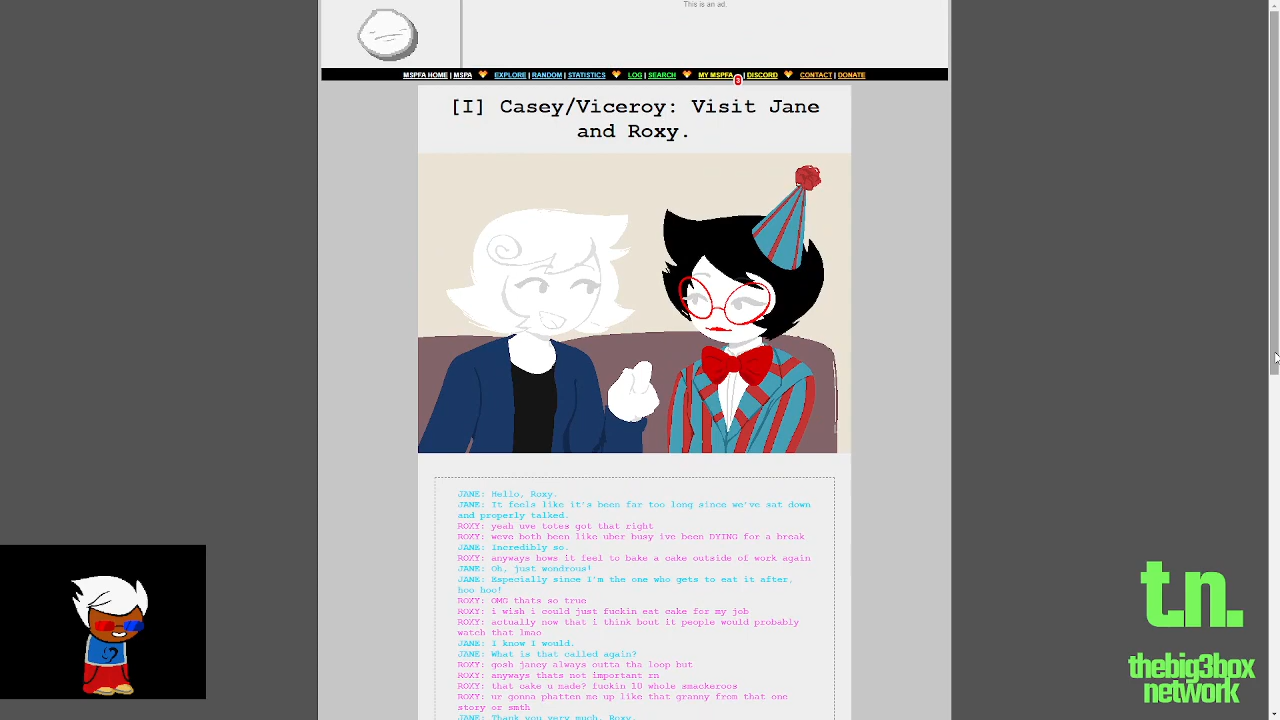 This is an ad.
MSPFA HOME | MSPA EXPLORE | RANDOM | STATISTICS LOG | SEARCH MY MSPFA | DISCORD CONTACT | DONATE
3
[I] Casey/Viceroy: Visit Jane
and Roxy.
JANE: Hello, Roxy.
JANE: It feels like it's been far too long since we've sat down
and properly talked.
ROXY: yeah uve totes got that right
ROXY: weve both been like uber busy ive been DYING for a break
JANE: Incredibly so.
ROXY: anyways hows it feel to bake a cake outside of work again
JANE: Oh, just wondrous!
JANE: Especially since I'm the one who gets to eat it after,
hoo hoo!
ROXY: OMG thats so true
ROXY: i wish i could just fuckin eat cake for my job
ROXY: actually now that i think bout it people would probably
watch that lmao
JANE: I know I would.
JANE: What is that called again?
ROXY: gosh janey always outta tha loop but
ROXY: anyways thats not important rn
ROXY: that cake u made? fuckin 10 whole smackeroos
ROXY: ur gonna phatten me up like that granny from that one
story or smth
JANE: Thank you very much, Roxy.
tn.
thebig3box
network